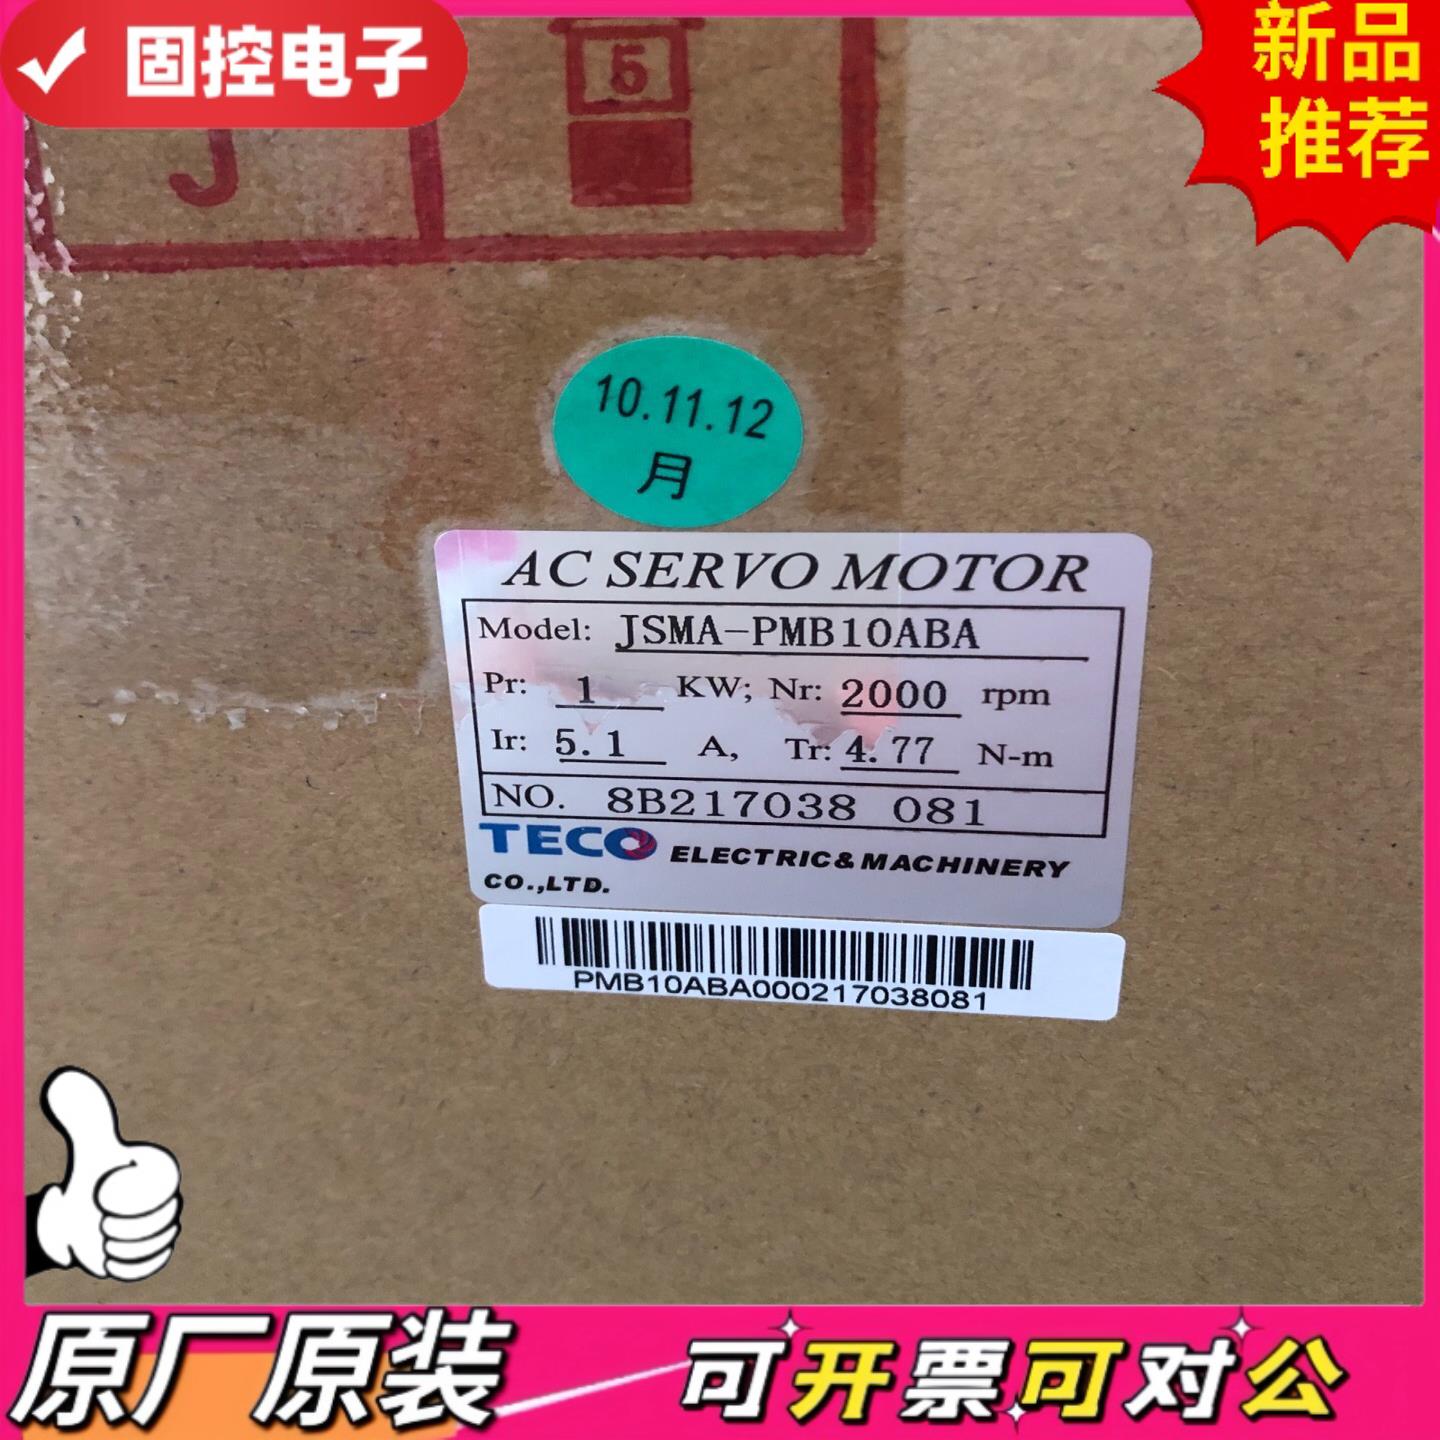 固控电子
新品
推荐
5
J
10.11.12
月
AC SERVO MOTOR
Model: JSMA-PMB10ABA
Pr: 1 KW; Nr: 2000 rpm
Ir: 5.1 A, Tr: 4.77 N-m
NO. 8B217038 081
TECO ELECTRIC&MACHINERY
CO.,LTD.
PMB10ABA000217038081
原厂原装
可开票可对公